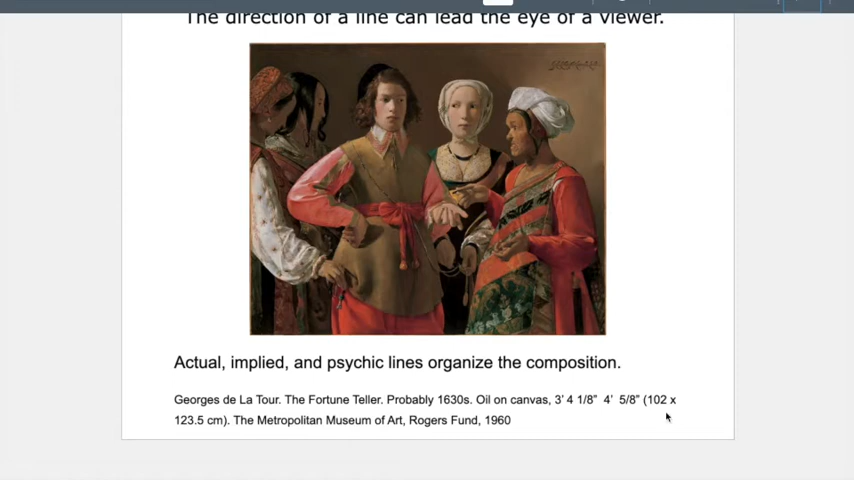 The direction of a line can lead the eye of a viewer.
Actual, implied, and psychic lines organize the composition.
Georges de La Tour. The Fortune Teller. Probably 1630s. Oil on canvas, 3’ 4 1/8” 4’ 5/8” (102 x
123.5 cm). The Metropolitan Museum of Art, Rogers Fund, 1960